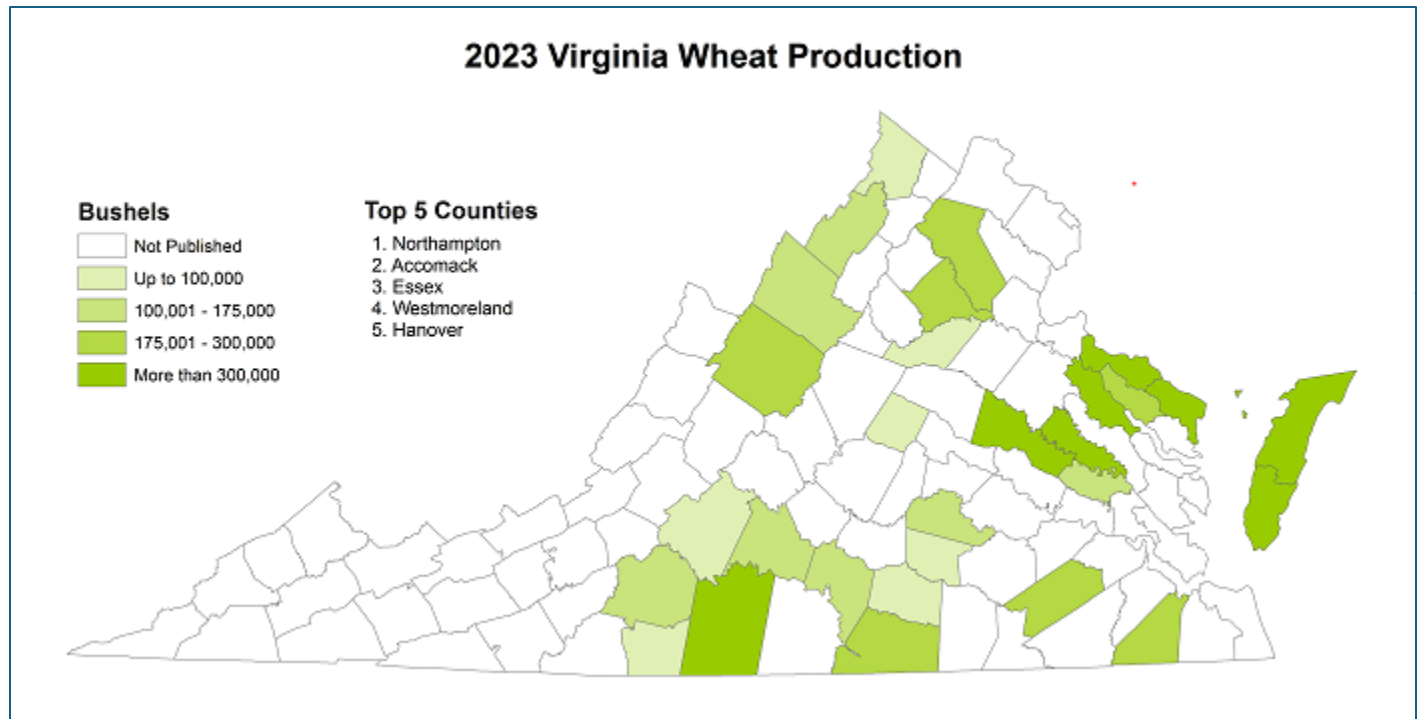 2023 Virginia Wheat Production
Bushels
Not Published
Up to 100,000
100,001 - 175,000
175,001 - 300,000
More than 300,000
Top 5 Counties
1. Northampton
2. Accomack
3. Essex
4. Westmoreland
5. Hanover